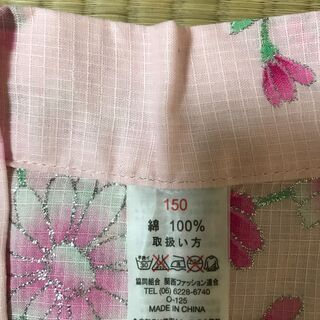 150
綿 100%
取扱い方
協同組合 関西ファッション連合
TEL (06) 6228-6740
O-125
MADE IN CHINA